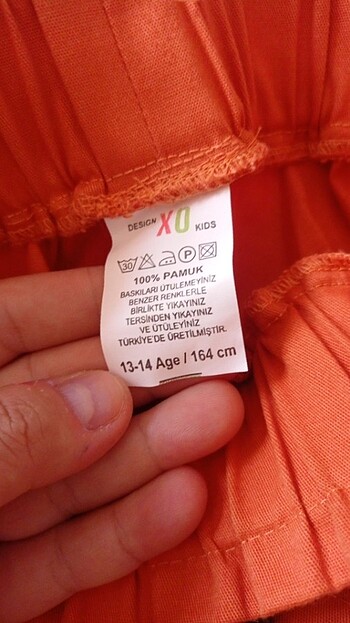 DESIGN XO KIDS
30 P
100% PAMUK
BASKILARI ÜTÜLEMEYİNİZ
BENZER RENKLERLE
BİRLİKTE YIKAYINIZ
TERSİNDEN YIKAYINIZ
VE ÜTÜLEYİNİZ
TÜRKİYE'DE ÜRETİLMİŞTİR.
13-14 Age / 164 cm